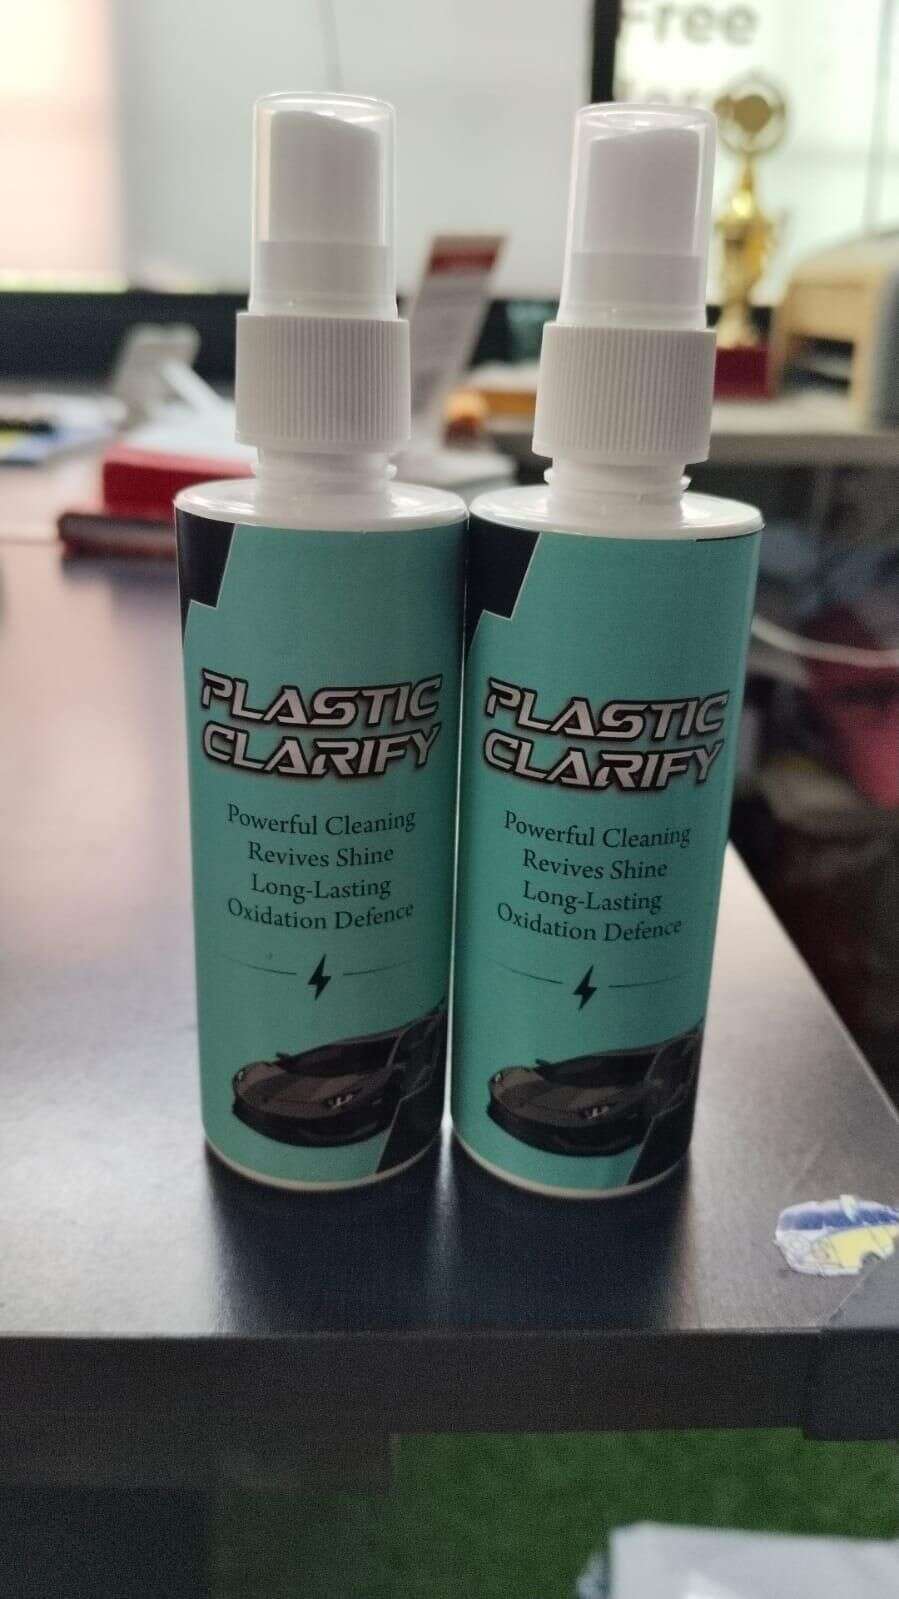 Free
PLASTIC
CLARIFY
Powerful Cleaning
Revives Shine
Long-Lasting
Oxidation Defence
PLASTIC
CLARIFY
Powerful Cleaning
Revives Shine
Long-Lasting
Oxidation Defence